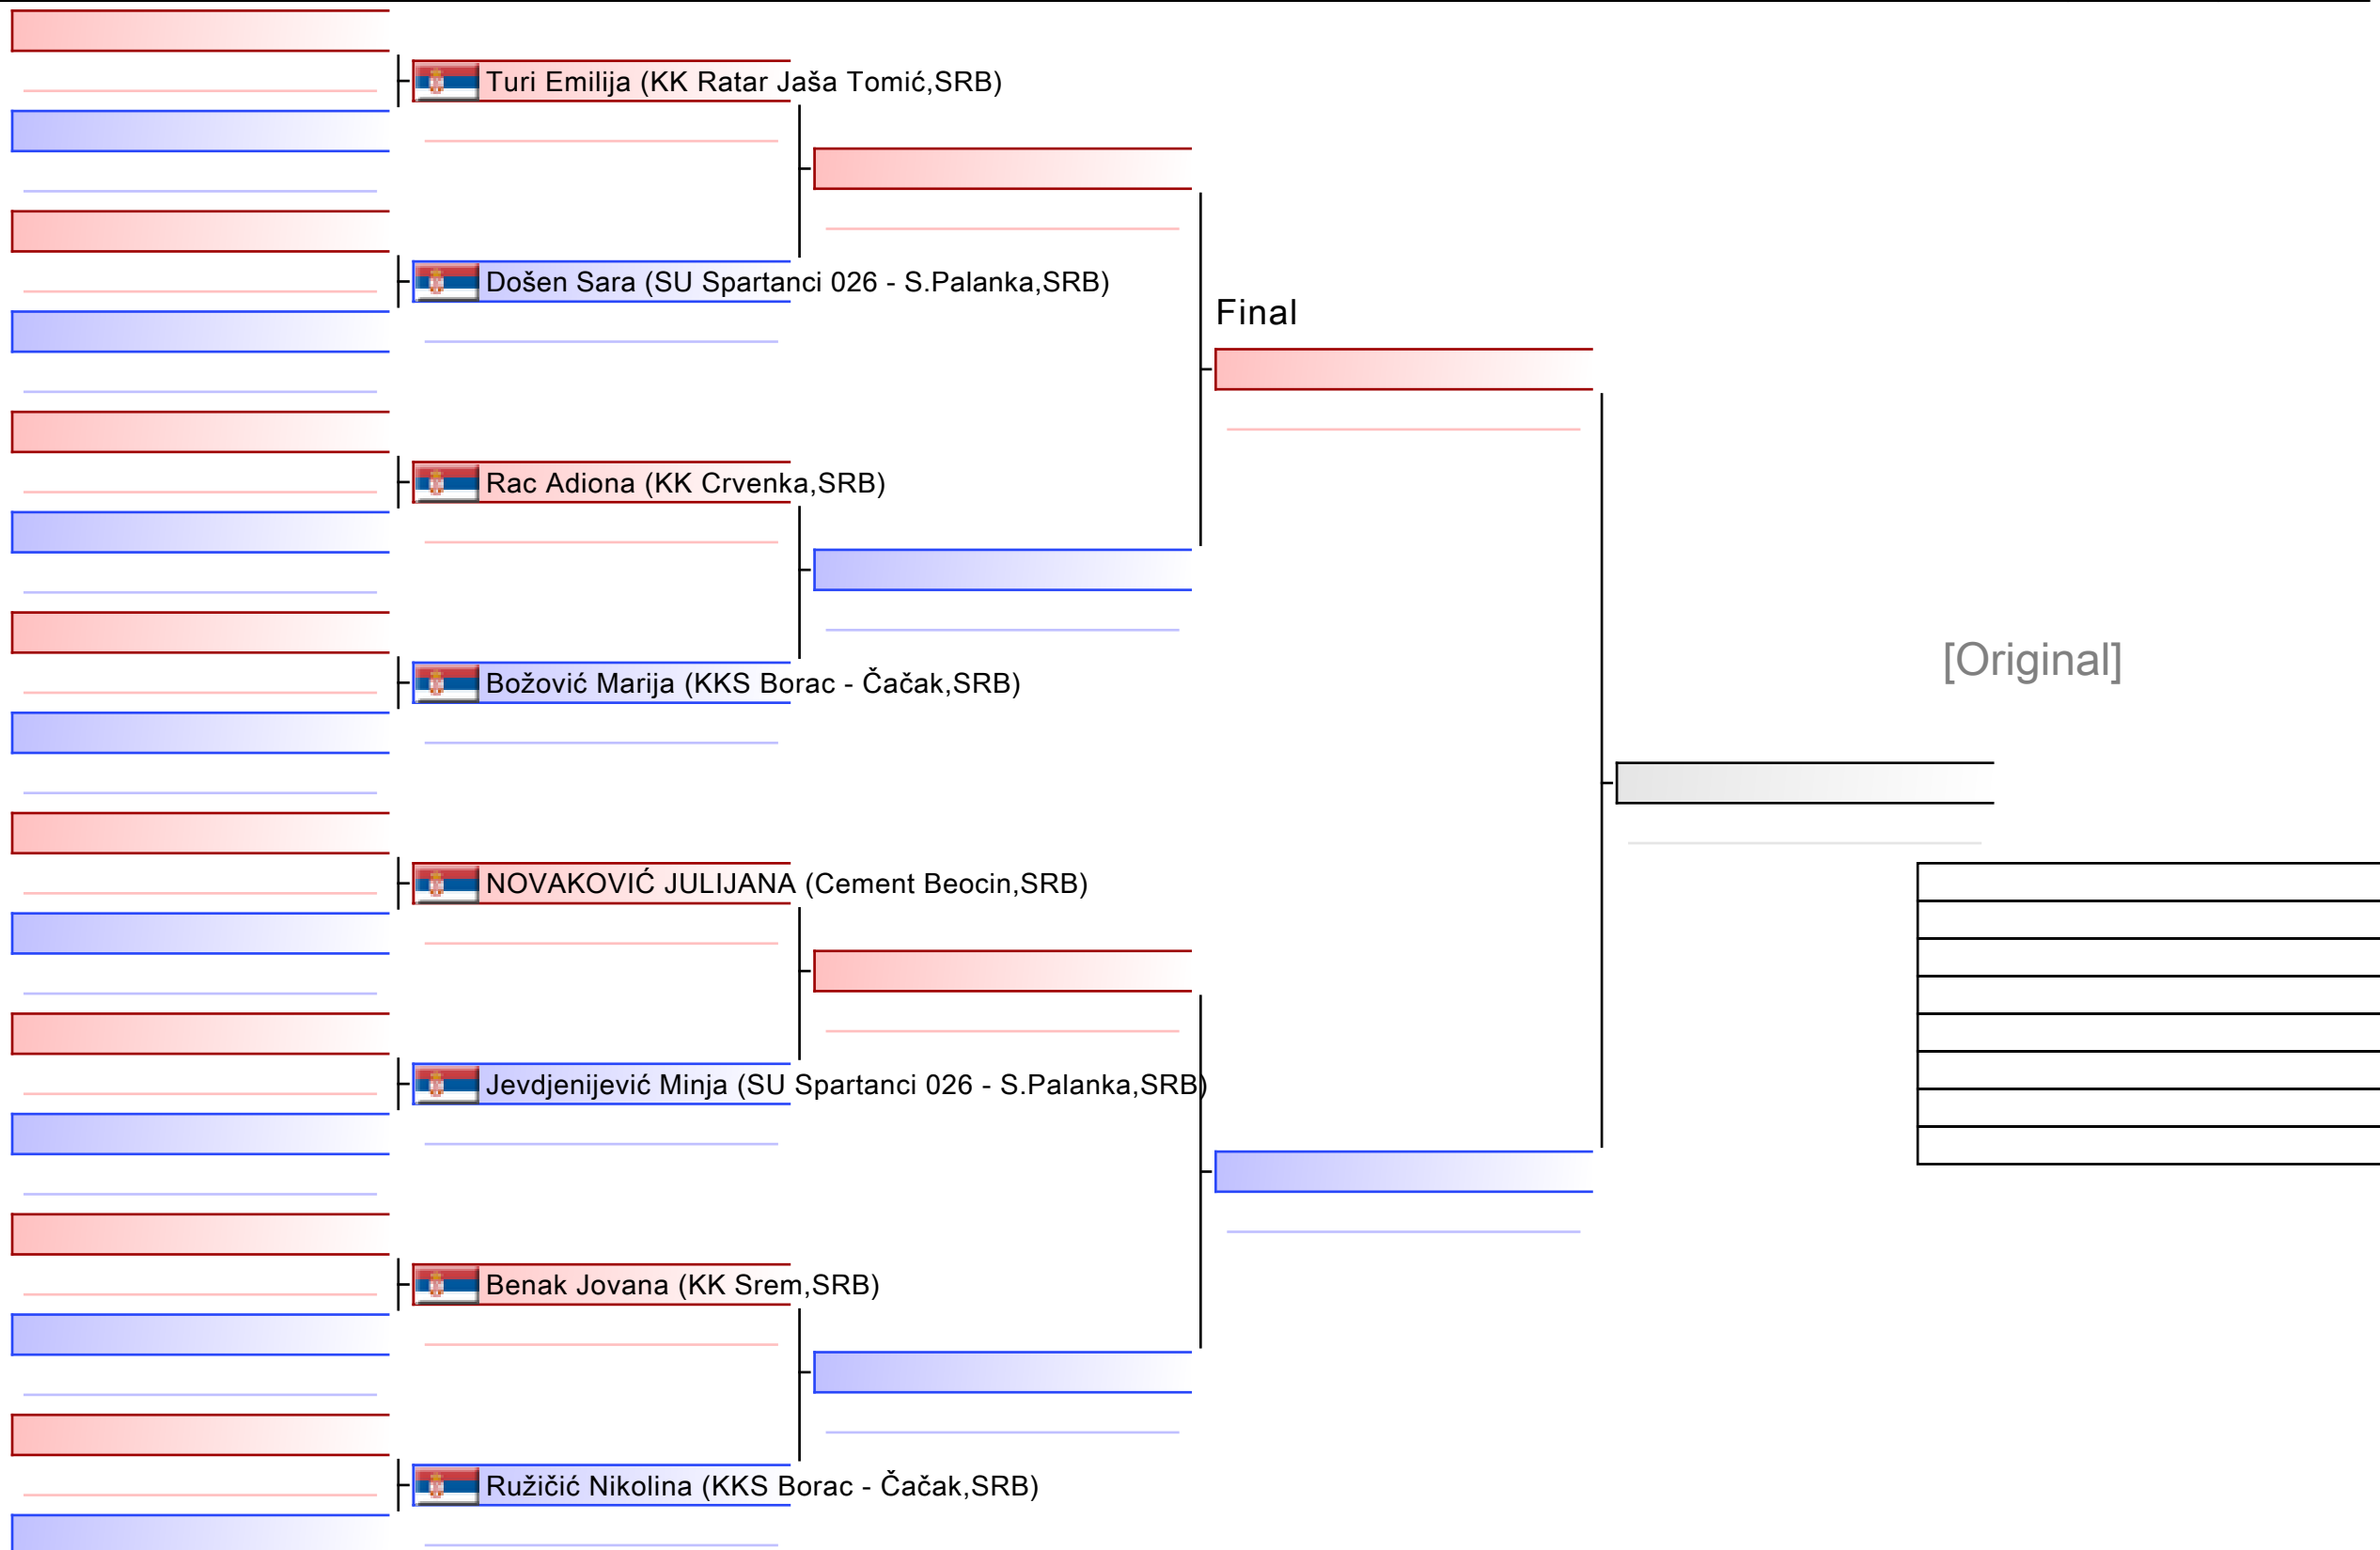 Turi Emilija (KK Ratar Jaša Tomić,SRB)
Došen Sara (SU Spartanci 026 - S.Palanka,SRB)
Final
Rac Adiona (KK Crvenka,SRB)
[Original]
Božović Marija (KKS Borac - Čačak,SRB)
NOVAKOVIĆ JULIJANA (Cement Beocin,SRB)
Jevdjenijević Minja (SU Spartanci 026 - S.Palanka,SRB)
Benak Jovana (KK Srem,SRB)
Ružičić Nikolina (KKS Borac - Čačak,SRB)